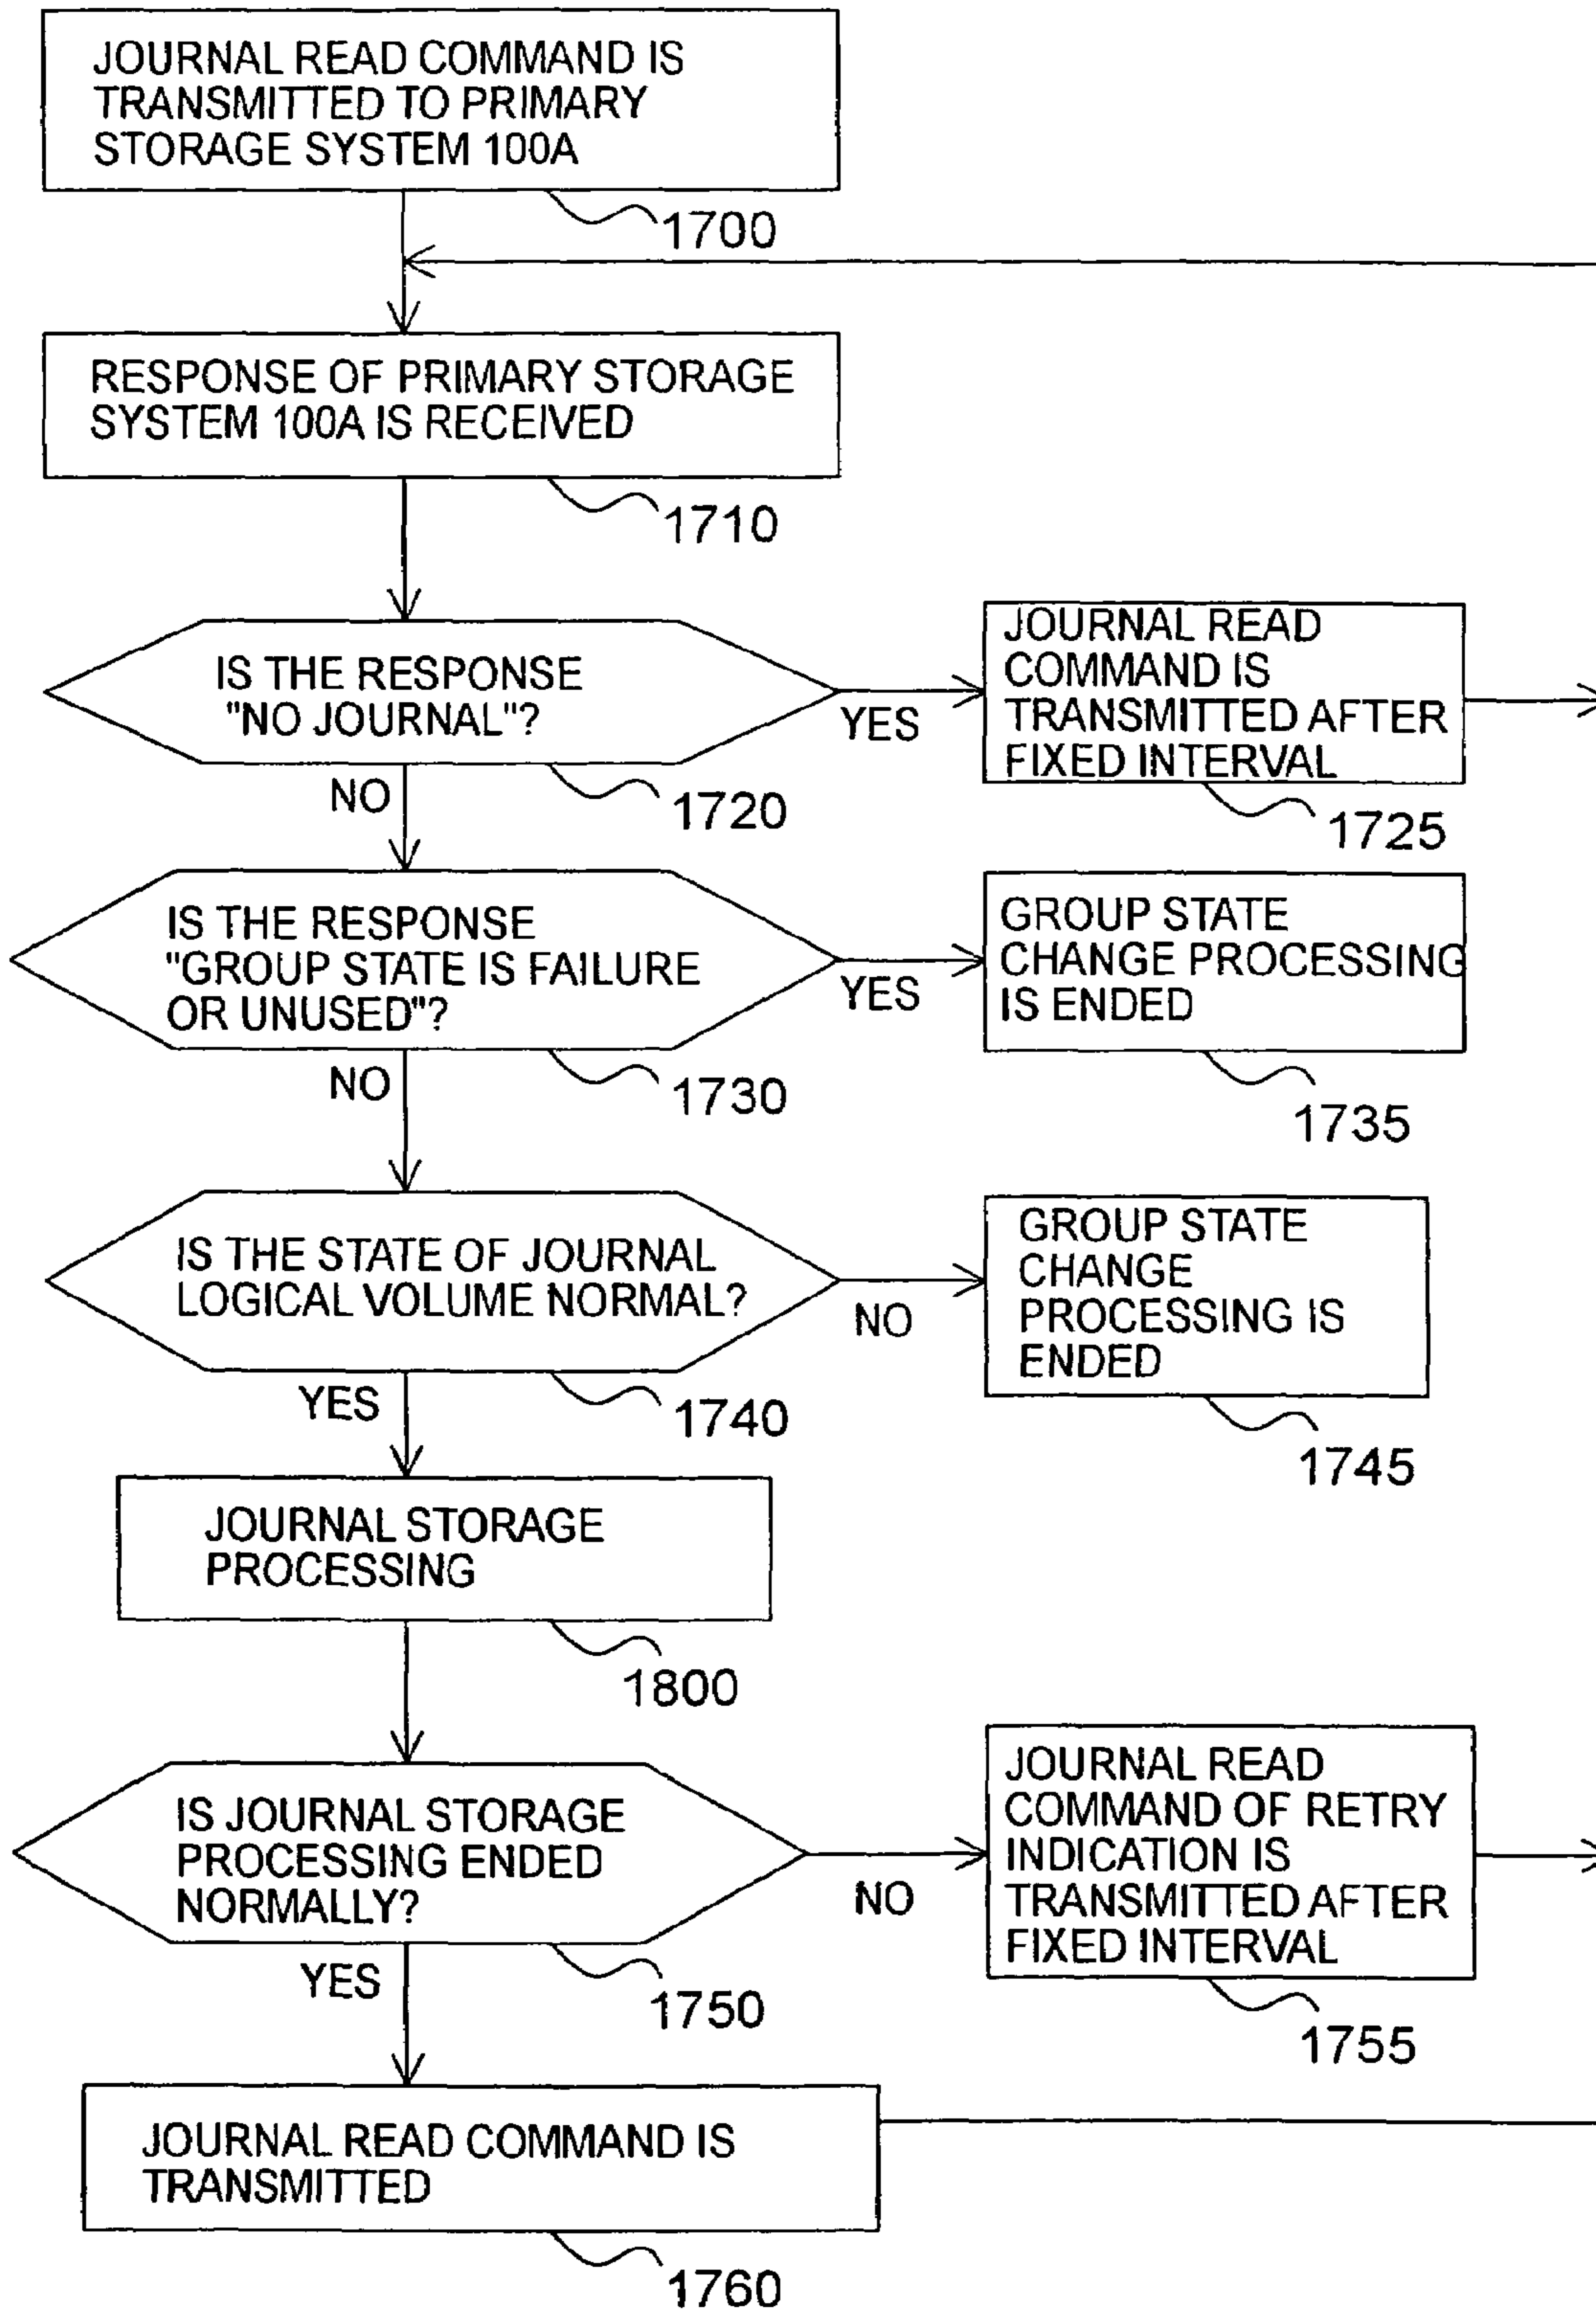 JOURNAL READ COMMAND IS
TRANSMITTED TO PRIMARY
STORAGE SYSTEM 100A
1700
RESPONSE OF PRIMARY STORAGE
SYSTEM 100A IS RECEIVED
1710
IS THE RESPONSE
"NO JOURNAL"?
YES
NO
1720
JOURNAL READ
COMMAND IS
TRANSMITTED AFTER
FIXED INTERVAL
1725
IS THE RESPONSE
"GROUP STATE IS FAILURE
OR UNUSED"?
YES
NO
1730
GROUP STATE
CHANGE PROCESSING
IS ENDED
1735
IS THE STATE OF JOURNAL
LOGICAL VOLUME NORMAL?
NO
YES
1740
GROUP STATE
CHANGE
PROCESSING IS
ENDED
1745
JOURNAL STORAGE
PROCESSING
1800
IS JOURNAL STORAGE
PROCESSING ENDED
NORMALLY?
NO
YES
1750
JOURNAL READ
COMMAND OF RETRY
INDICATION IS
TRANSMITTED AFTER
FIXED INTERVAL
1755
JOURNAL READ COMMAND IS
TRANSMITTED
1760